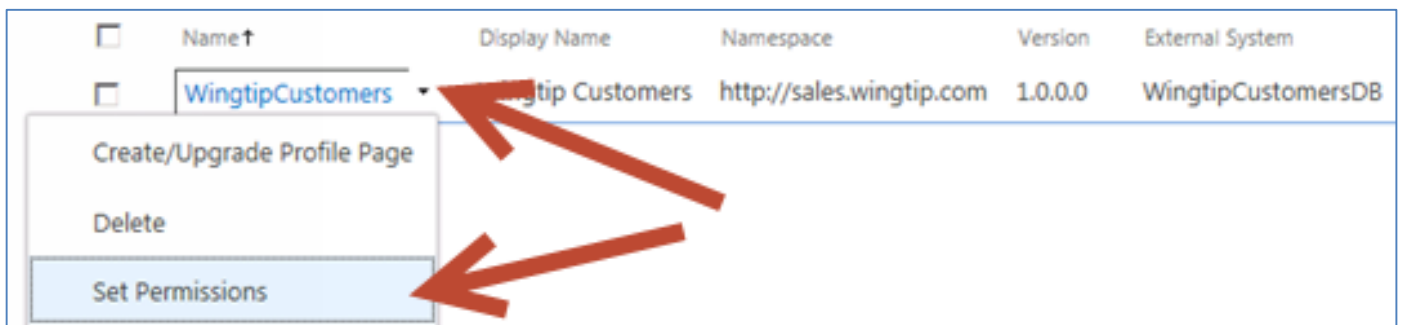 Name↑ Display Name Namespace Version External System
WingtipCustomers tip Customers http://sales.wingtip.com 1.0.0.0 WingtipCustomersDB
Create/Upgrade Profile Page
Delete
Set Permissions